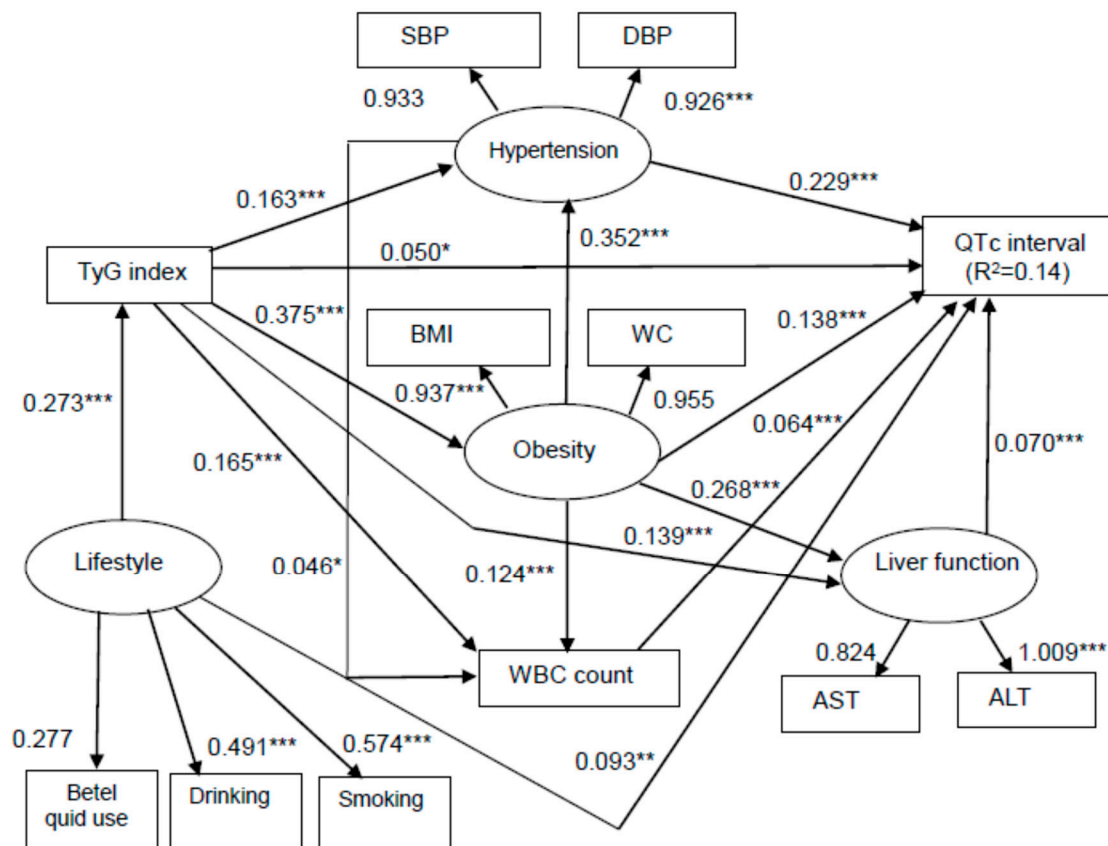 SBP
DBP
0.933
0.926***
Hypertension
0.163***
0.229***
0.352***
0.050*
TyG index
QTc interval
(R²=0.14)
0.375***
BMI
WC
0.138***
0.937***
0.955
0.273***
0.064***
Obesity
0.165***
0.070***
0.268***
0.139***
Lifestyle
0.046*
0.124***
Liver function
WBC count
0.824
1.009***
AST
ALT
0.277
0.491***
0.574***
0.093**
Betel
quid use
Drinking
Smoking